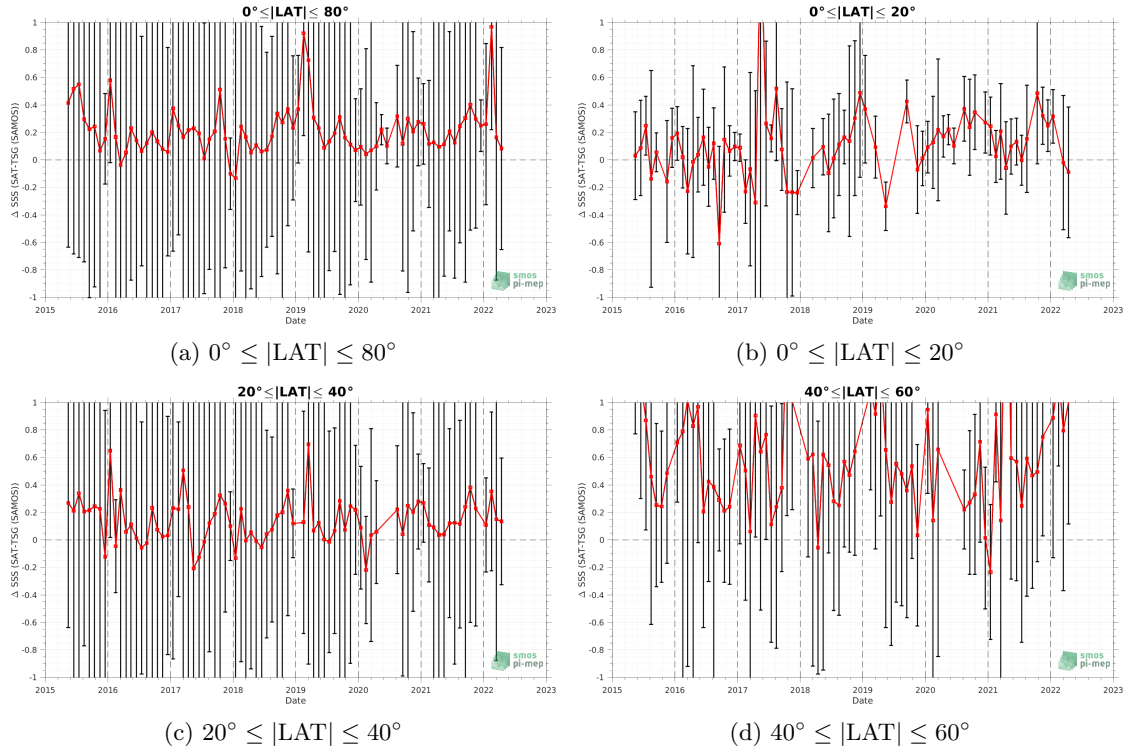 0°≤|LAT|≤ 80°
Δ SSS (SAT-TSG (SAMOS))
1
0.8
0.6
0.4
0.2
0
-0.2
-0.4
-0.6
-0.8
-1
2015 2016 2017 2018 2019 2020 2021 2022 2023
Date
smos
pi-mep
(a) 0° ≤ |LAT| ≤ 80°
0°≤|LAT|≤ 20°
Δ SSS (SAT-TSG (SAMOS))
1
0.8
0.6
0.4
0.2
0
-0.2
-0.4
-0.6
-0.8
-1
2015 2016 2017 2018 2019 2020 2021 2022 2023
Date
smos
pi-mep
(b) 0° ≤ |LAT| ≤ 20°
20°≤|LAT|≤ 40°
Δ SSS (SAT-TSG (SAMOS))
1
0.8
0.6
0.4
0.2
0
-0.2
-0.4
-0.6
-0.8
-1
2015 2016 2017 2018 2019 2020 2021 2022 2023
Date
smos
pi-mep
(c) 20° ≤ |LAT| ≤ 40°
40°≤|LAT|≤ 60°
Δ SSS (SAT-TSG (SAMOS))
1
0.8
0.6
0.4
0.2
0
-0.2
-0.4
-0.6
-0.8
-1
2015 2016 2017 2018 2019 2020 2021 2022 2023
Date
smos
pi-mep
(d) 40° ≤ |LAT| ≤ 60°